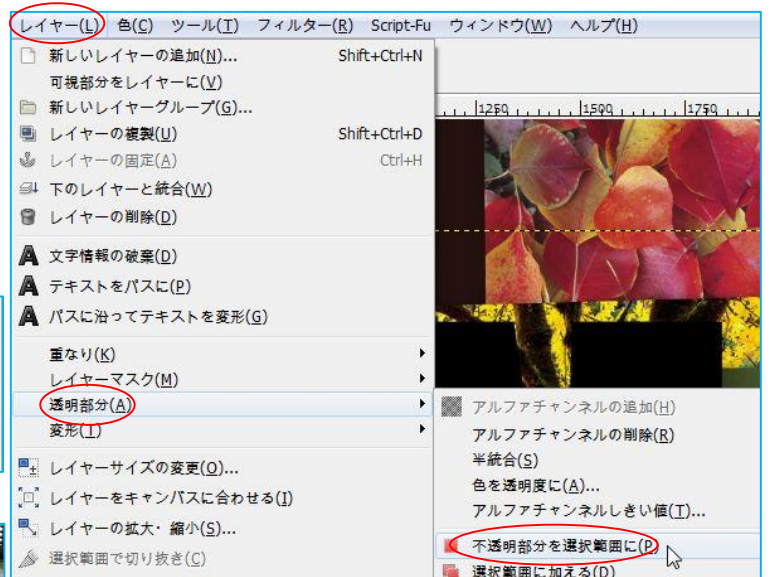 レイヤー(L) 色(C) ツール(T) フィルター(R) Script-Fu ウィンドウ(W) ヘルプ(H)
新しいレイヤーの追加(N)... Shift+Ctrl+N
可視部分をレイヤーに(V)
新しいレイヤーグループ(G)...
レイヤーの複製(U) Shift+Ctrl+D
レイヤーの固定(A) Ctrl+H
下のレイヤーと統合(W)
レイヤーの削除(D)
A 文字情報の破棄(D)
A テキストをパスに(P)
A パスに沿ってテキストを変形(G)
重なり(K)
レイヤーマスク(M)
透明部分(A)
変形(T)
レイヤーサイズの変更(O)...
レイヤーをキャンバスに合わせる(I)
レイヤーの拡大・縮小(S)...
選択範囲で切り抜き(C)
1250 1500 1750
アルファチャンネルの追加(H)
アルファチャンネルの削除(R)
半統合(S)
色を透明度に(A)...
アルファチャンネルしきい値(T)...
不透明部分を選択範囲に(P)
選択範囲に加える(D)